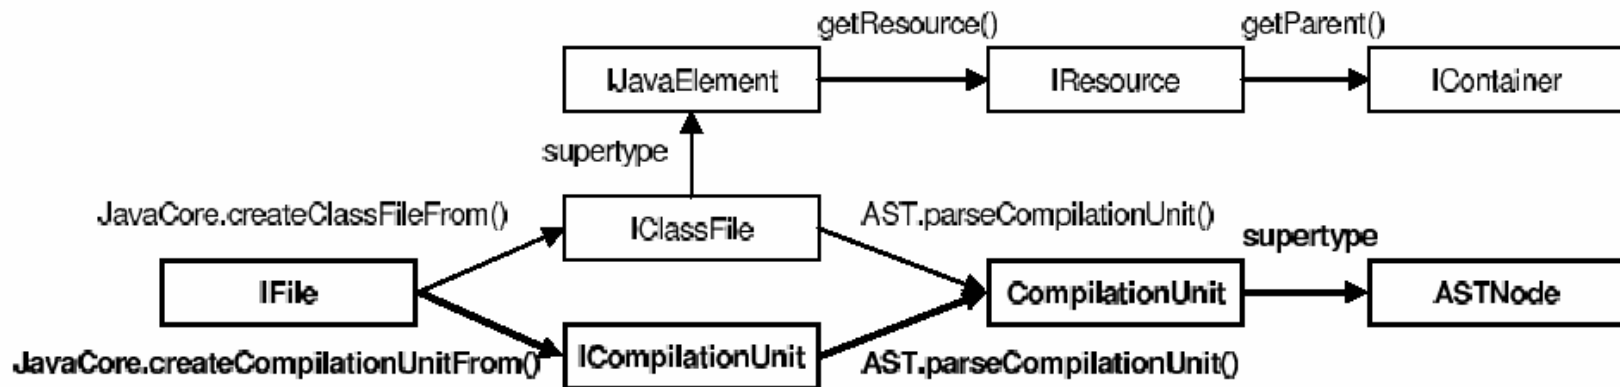 getResource()
getParent()
IJavaElement
IResource
IContainer
supertype
JavaCore.createClassFileFrom()
IClassFile
AST.parseCompilationUnit()
supertype
IFile
CompilationUnit
ASTNode
JavaCore.createCompilationUnitFrom()
ICompilationUnit
AST.parseCompilationUnit()